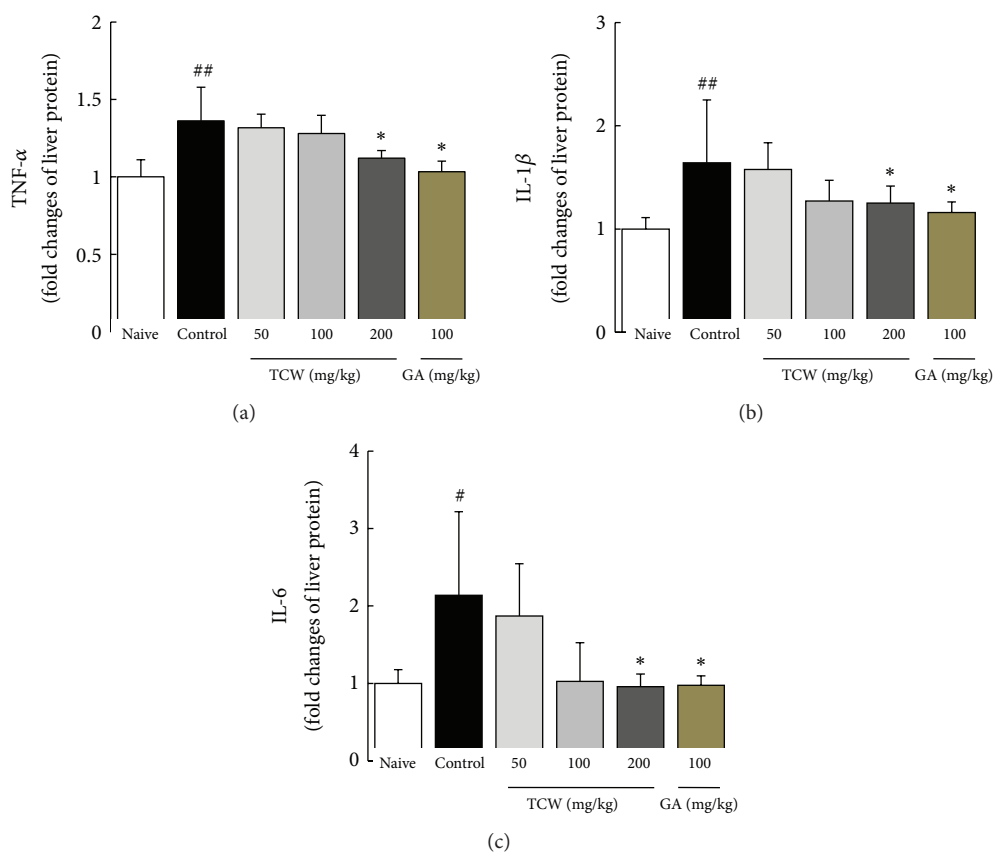 TNF-α
(fold changes of liver protein)
2
1.5
1
0.5
0
##
*
*
Naive Control 50 100 200 100
TCW (mg/kg) GA (mg/kg)
(a)
IL-1β
(fold changes of liver protein)
3
2
1
0
##
*
*
Naive Control 50 100 200 100
TCW (mg/kg) GA (mg/kg)
(b)
IL-6
(fold changes of liver protein)
4
3
2
1
0
#
*
*
Naive Control 50 100 200 100
TCW (mg/kg) GA (mg/kg)
(c)